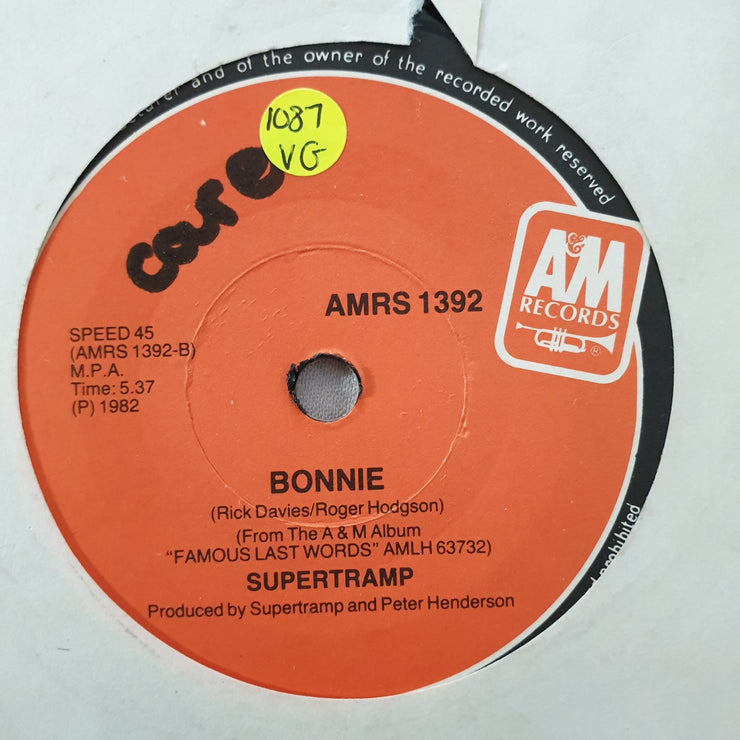 and of the owner of the recorded work reserved
1087
VG
A&M
RECORDS
®
AMRS 1392
SPEED 45
(AMRS 1392-B)
M.P.A.
Time: 5.37
(P) 1982
BONNIE
(Rick Davies/Roger Hodgson)
(From The A & M Album
"FAMOUS LAST WORDS" AMLH 63732)
SUPERTRAMP
Produced by Supertramp and Peter Henderson